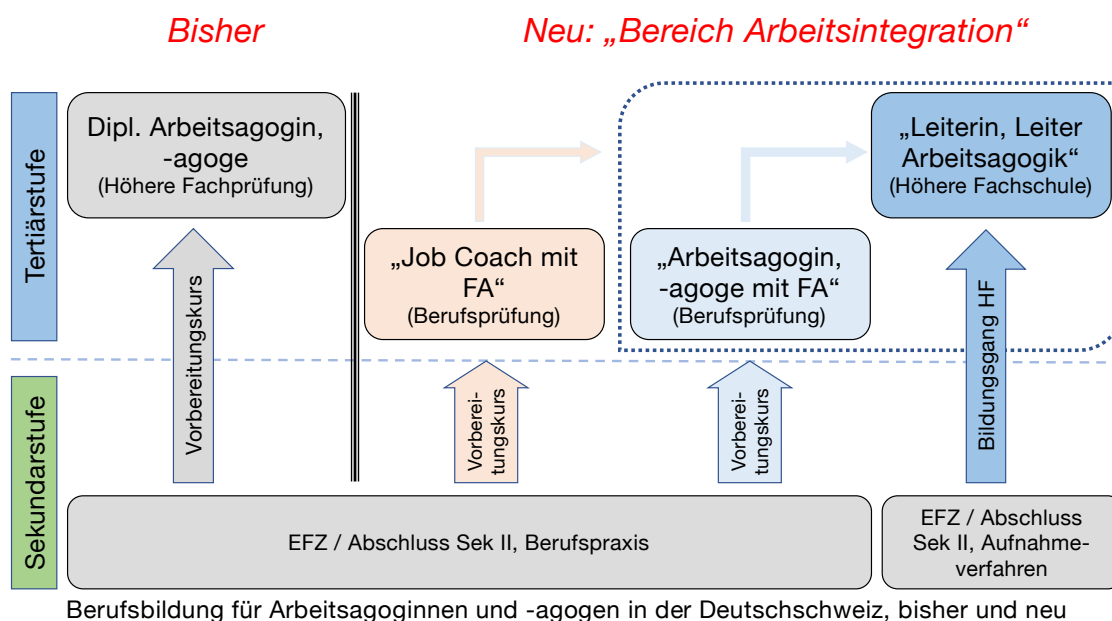 Bisher
Neu: „Bereich Arbeitsintegration“
Tertiärstufe
Dipl. Arbeitsagogin,
-agoge
(Höhere Fachprüfung)
„Leiterin, Leiter
Arbeitsagogik“
(Höhere Fachschule)
„Job Coach mit
FA“
(Berufsprüfung)
„Arbeitsagogin,
-agoge mit FA“
(Berufsprüfung)
Vorbereitungskurs
Vorberei-
tungskurs
Vorberei-
tungskurs
Bildungsgang HF
Sekundarstufe
EFZ / Abschluss Sek II, Berufspraxis
EFZ / Abschluss
Sek II, Aufnahme-
verfahren
Berufsbildung für Arbeitsagoginnen und -agogen in der Deutschschweiz, bisher und neu